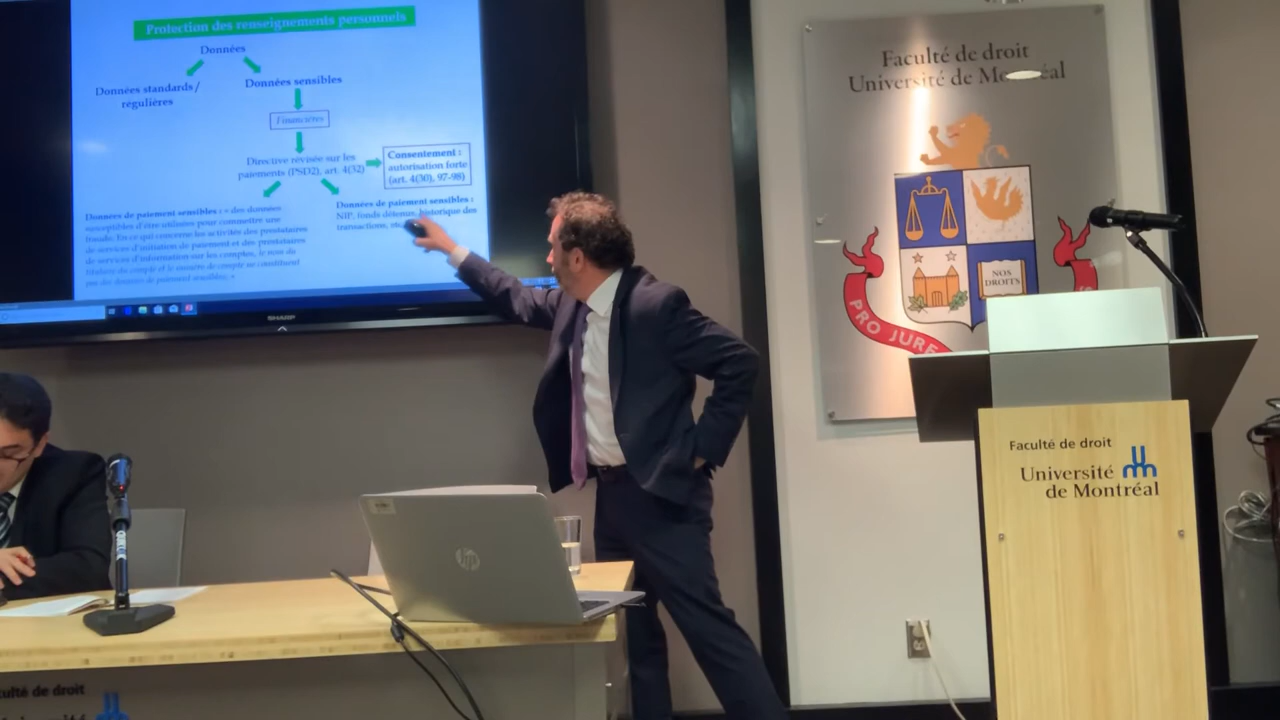 Protection des renseignements personnels
Données
Données standards/
régulières
Données sensibles
Financières
Directive révisée sur les
paiements (PSD2), art. 4(32)
Consentement :
autorisation forte
(art. 4(30), 97-98)
Données de paiement sensibles : « des données
susceptibles d'être utilisées pour commettre une
fraude. En ce qui concerne les activités des prestataires
de services d'initiation de paiement et des prestataires
de services d'information sur les comptes, le nom du
titulaire du compte et le numéro de compte ne constituent
pas des données de paiement sensibles. »
Données de paiement sensibles :
NIP, fonds détenus, historique des
transactions, etc.
SHARP
Faculté de droit
Université de Montréal
NOS
DROITS
PRO JURE
hp
Faculté de droit
Université
de Montréal
culté de droit